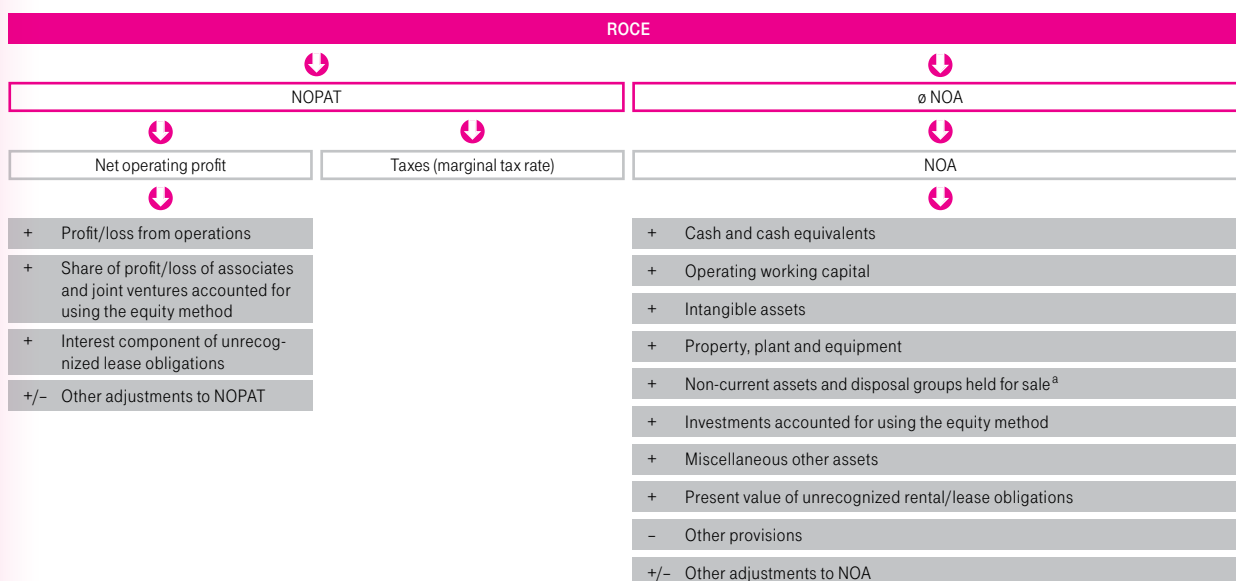 ROCE
NOPAT
ø NOA
Net operating profit
Taxes (marginal tax rate)
NOA
+ Profit/loss from operations
+ Share of profit/loss of associates
and joint ventures accounted for
using the equity method
+ Interest component of unrecog-
nized lease obligations
+/– Other adjustments to NOPAT
+ Cash and cash equivalents
+ Operating working capital
+ Intangible assets
+ Property, plant and equipment
+ Non-current assets and disposal groups held for sale a
+ Investments accounted for using the equity method
+ Miscellaneous other assets
+ Present value of unrecognized rental/lease obligations
– Other provisions
+/– Other adjustments to NOA